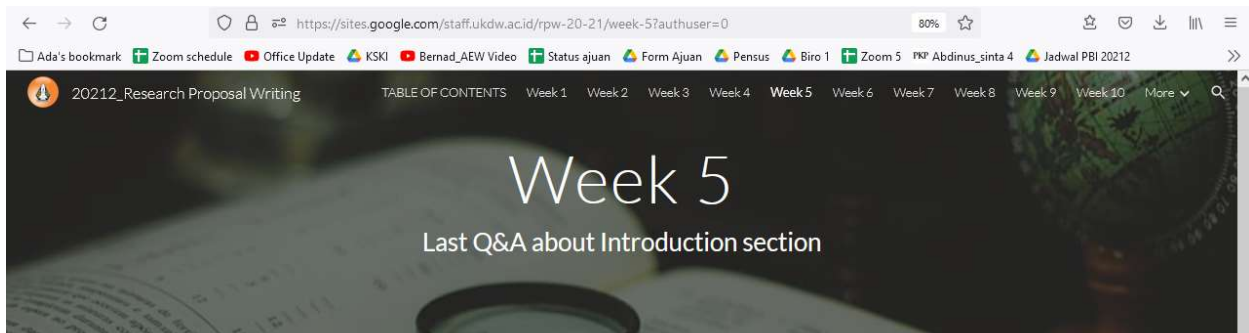 https://sites.google.com/staff.ukdw.ac.id/rpw-20-21/week-5?authuser=0 80%
Ada's bookmark Zoom schedule Office Update KSKI Bernad_AEW Video Status ajuan Form Ajuan Pensus Biro 1 Zoom 5 PKP Abdinus_sinta 4 Jadwal PBI 20212
20212_Research Proposal Writing TABLE OF CONTENTS Week 1 Week 2 Week 3 Week 4 Week 5 Week 6 Week 7 Week 8 Week 9 Week 10 More
Week 5
Last Q&A about Introduction section